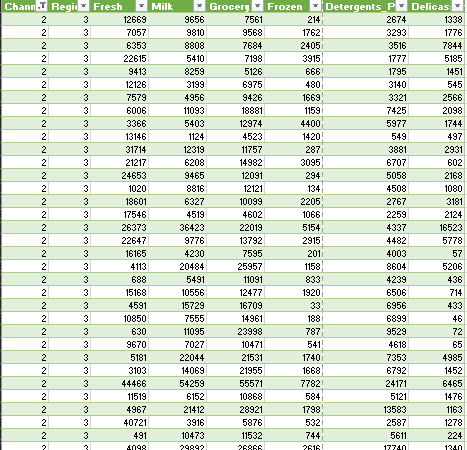 Chann Regi Fresh Milk Grocery Frozen Detergents_P Delicas
2 3 12669 9656 7561 214 2674 1338
2 3 7057 9810 9568 1762 3293 1776
2 3 6353 8808 7684 2405 3516 7844
2 3 22615 5410 7198 3915 1777 5185
2 3 9413 8259 5126 666 1795 1451
2 3 12126 3199 6975 480 3140 545
2 3 7579 4956 9426 1669 3321 2566
2 3 6006 11093 18881 1159 7425 2098
2 3 3366 5403 12974 4400 5977 1744
2 3 13146 1124 4523 1420 549 497
2 3 31714 12319 11757 287 3881 2931
2 3 21217 6208 14982 3095 6707 602
2 3 24653 9465 12091 294 5058 2168
2 3 1020 8816 12121 134 4508 1080
2 3 18601 6327 10099 2205 2767 3181
2 3 17546 4519 4602 1066 2259 2124
2 3 26373 36423 22019 5154 4337 16523
2 3 22647 9776 13792 2915 4482 5778
2 3 16165 4230 7595 201 4003 57
2 3 4113 20484 25957 1158 8604 5206
2 3 688 5491 11091 833 4239 436
2 3 15168 10556 12477 1920 6506 714
2 3 4591 15729 16709 33 6956 433
2 3 10850 7555 14961 188 6899 46
2 3 630 11095 23998 787 9529 72
2 3 9670 7027 10471 541 4618 65
2 3 5181 22044 21531 1740 7353 4985
2 3 3103 14069 21955 1668 6792 1452
2 3 44466 54259 55571 7782 24171 6465
2 3 11519 6152 10868 584 5121 1476
2 3 4967 21412 28921 1798 13583 1163
2 3 40721 3916 5876 532 2587 1278
2 3 491 10473 11532 744 5611 224
2 3 4098 29892 26866 2616 17740 1340